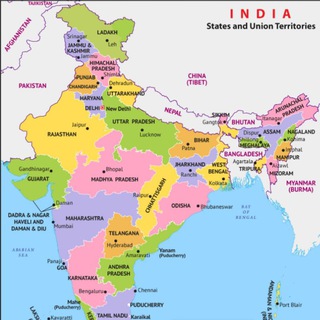 INDIA
States and Union Territories
TAJIKISTAN
AFGHANISTAN
LADAKH
Srinagar
Leh
JAMMU &
KASHMIR
Jammu
HIMACHAL
PRADESH
PUNJAB
Shimla
CHANDIGARH
Dehradun
UTTARAKHAND
HARYANA
DELHI
New Delhi
PAKISTAN
CHINA
(TIBET)
NEPAL
ARUNACHAL PRADESH
Itanagar
SIKKIM
Gangtok
BHUTAN
RAJASTHAN
Jaipur
UTTAR PRADESH
Lucknow
BIHAR
Patna
Dispur
ASSAM
NAGALAND
Kohima
MEGHALAYA
Imphal
MANIPUR
BANGLADESH
Agartala
Aizawl
TRIPURA
MIZORAM
MYANMAR
(BURMA)
Gandhinagar
GUJARAT
Bhopal
MADHYA PRADESH
JHARKHAND
Ranchi
WEST
BENGAL
Kolkata
Raipur
CHHATTISGARH
Daman
DADRA & NAGAR
HAVELI AND
DAMAN & DIU
MAHARASHTRA
Mumbai
ODISHA
Bhubaneswar
BAY OF
BENGAL
ARABIAN
SEA
TELANGANA
Hyderabad
Amaravati
Yanam
(Puducherry)
Panaji
GOA
ANDHRA
PRADESH
KARNATAKA
Bengaluru
Chennai
Mahe
(Puducherry)
PUDUCHERRY
Kavaratti
TAMIL NADU
Karaikal
Port Blair